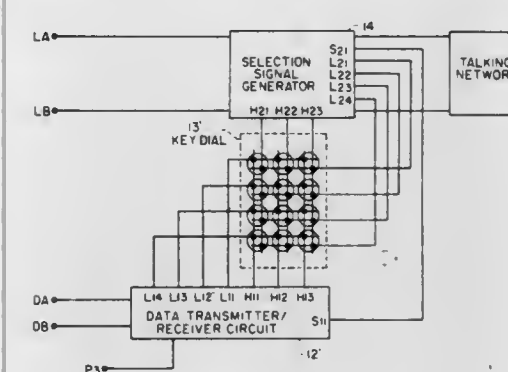 14
LA
S21
L21
L22
L23
L24
SELECTION
SIGNAL
GENERATOR
TALKING
NETWORK
LB
H21 H22 H23
13'
KEY DIAL
L14 L13 L12' L11 H11 H12 H13
DA
DB
DATA TRANSMITTER/
RECEIVER CIRCUIT
S11
12'
P3